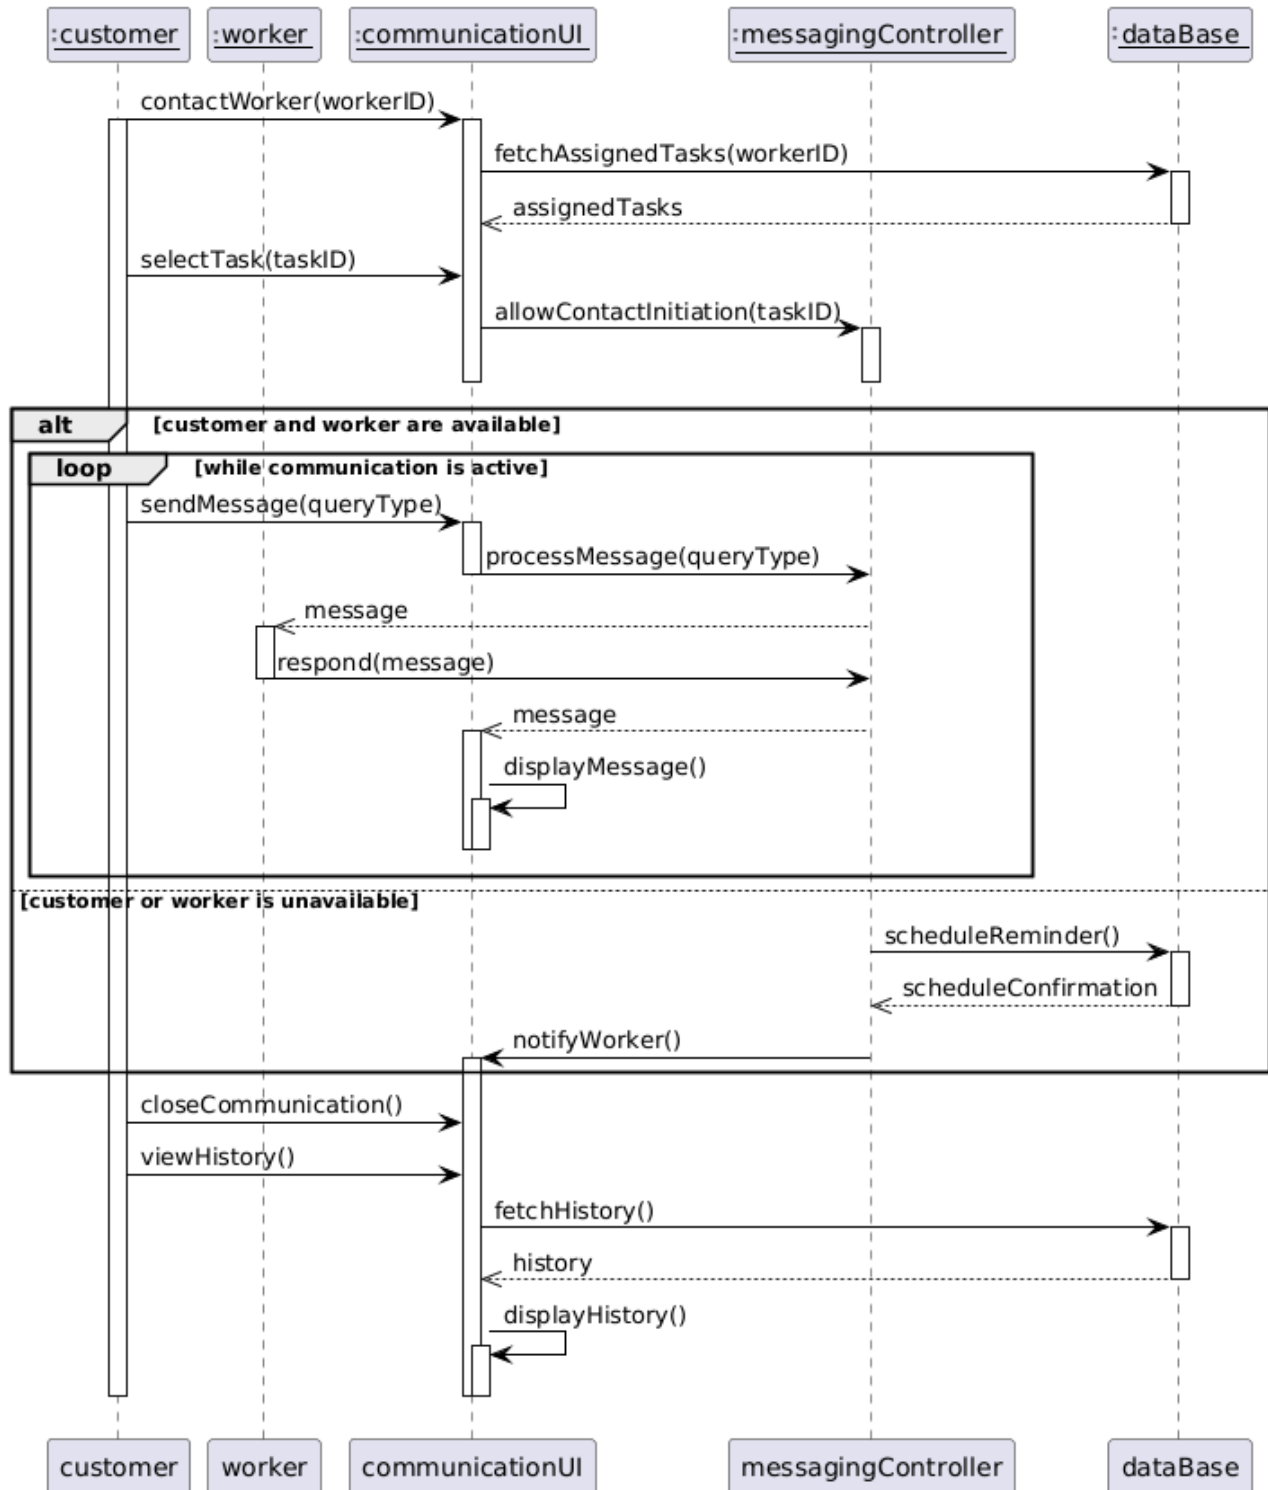 :customer
:worker
:communicationUI
:messagingController
:dataBase
contactWorker(workerID)
fetchAssignedTasks(workerID)
assignedTasks
selectTask(taskID)
allowContactInitiation(taskID)
alt [customer and worker are available]
loop [while communication is active]
sendMessage(queryType)
processMessage(queryType)
message
respond(message)
message
displayMessage()
[customer or worker is unavailable]
scheduleReminder()
scheduleConfirmation
notifyWorker()
closeCommunication()
viewHistory()
fetchHistory()
history
displayHistory()
customer
worker
communicationUI
messagingController
dataBase